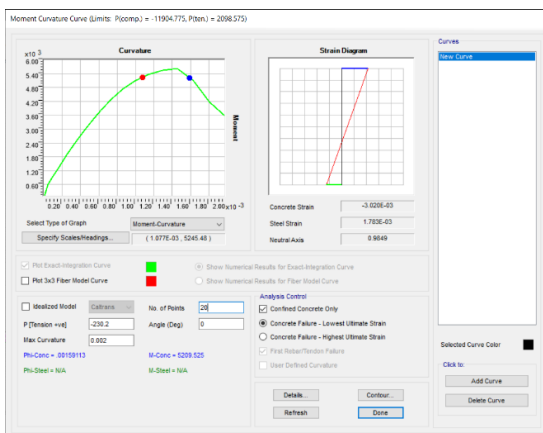 Moment Curvature Curve (Limits: P(comp.) = -11904.775, P(ten.) = 2098.575)
Curvature
x10 3
6.00
5.40
4.80
4.20
3.60
3.00
2.40
1.80
1.20
0.60
Moment
0.20 0.40 0.60 0.80 1.00 1.20 1.40 1.60 1.80 2.00 x10 -3
Select Type of Graph
Moment-Curvature
Specify Scales/Headings...
( 1.077E-03 , 5245.48 )
Strain Diagram
Concrete Strain
-3.020E-03
Steel Strain
1.783E-03
Neutral Axis
0.9849
Curves
New Curve
Plot Exact-Integration Curve
Show Numerical Results for Exact-Integration Curve
Plot 3x3 Fiber Model Curve
Show Numerical Results for Fiber Model Curve
Idealized Model
Caltrans
No. of Points
20
P [Tension +ve]
-230.2
Angle (Deg)
0
Max Curvature
0.002
Phi-Conc = .00159113
M-Conc = 5209.525
Phi-Steel = N/A
M-Steel = N/A
Analysis Control
Confined Concrete Only
Concrete Failure - Lowest Ultimate Strain
Concrete Failure - Highest Ultimate Strain
First Rebar/Tendon Failure
User Defined Curvature
Details...
Contour...
Refresh
Done
Selected Curve Color
Click to:
Add Curve
Delete Curve